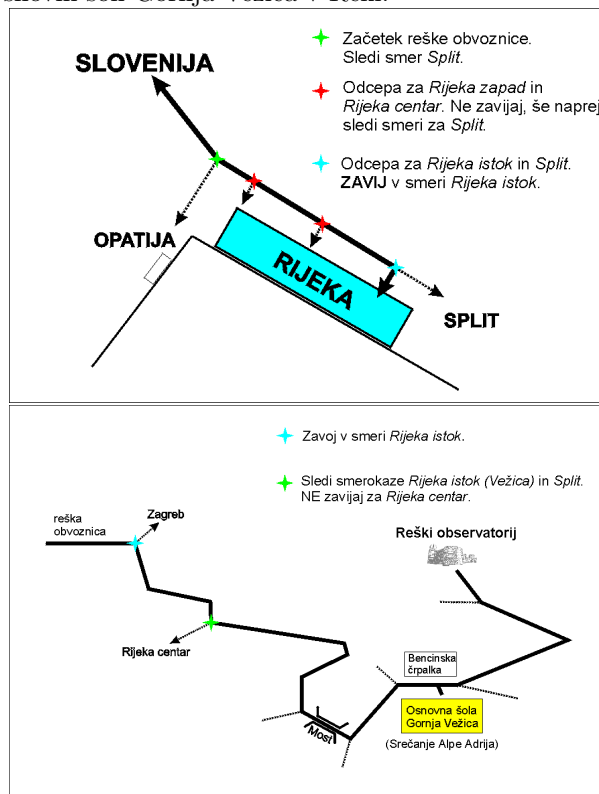 SLOVENIJA
Začetek reške obvoznice.
Sledi smer Split.
Odcepa za Rijeka zapad in
Rijeka centar. Ne zavijaj, še naprej
sledi smeri za Split.
Odcepa za Rijeka istok in Split.
ZAVIJ v smeri Rijeka istok.
OPATIJA
RIJEKA
SPLIT
Zavoj v smeri Rijeka istok.
Sledi smerokaze Rijeka istok (Vežica) in Split.
NE zavijaj za Rijeka centar.
reška
obvoznica
Zagreb
Reški observatorij
Rijeka centar
Bencinska
črpalka
Osnovna šola
Gornja Vežica
Most
(Srečanje Alpe Adrija)